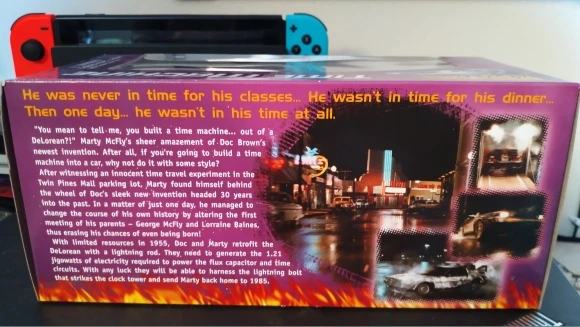 He was never in time for his classes... He wasn't in time for his dinner...
Then one day... he wasn't in his time at all.
"You mean to tell me, you built a time machine... out of a
DeLorean?!" Marty McFly's sheer amazement of Doc Brown's
newest invention. After all, if you're going to build a time
machine into a car, why not do it with style?
After witnessing an innocent time travel experiment in the
Twin Pines Mall parking lot, Marty found himself behind
the wheel of Doc's sleek new invention headed 30 years
into the past. In a matter of just one day, he managed to
change the course of his own history by altering the first
meeting of his parents - George McFly and Lorraine Baines,
thus erasing his chances of even being born!
With limited resources in 1955, Doc and Marty retrofit the
DeLorean with a lightning rod. They need to generate the 1.21
jigowatts of electricity required to power the flux capacitor and time
circuits. With any luck they will be able to harness the lightning bolt
that strikes the clock tower and send Marty back home to 1985.